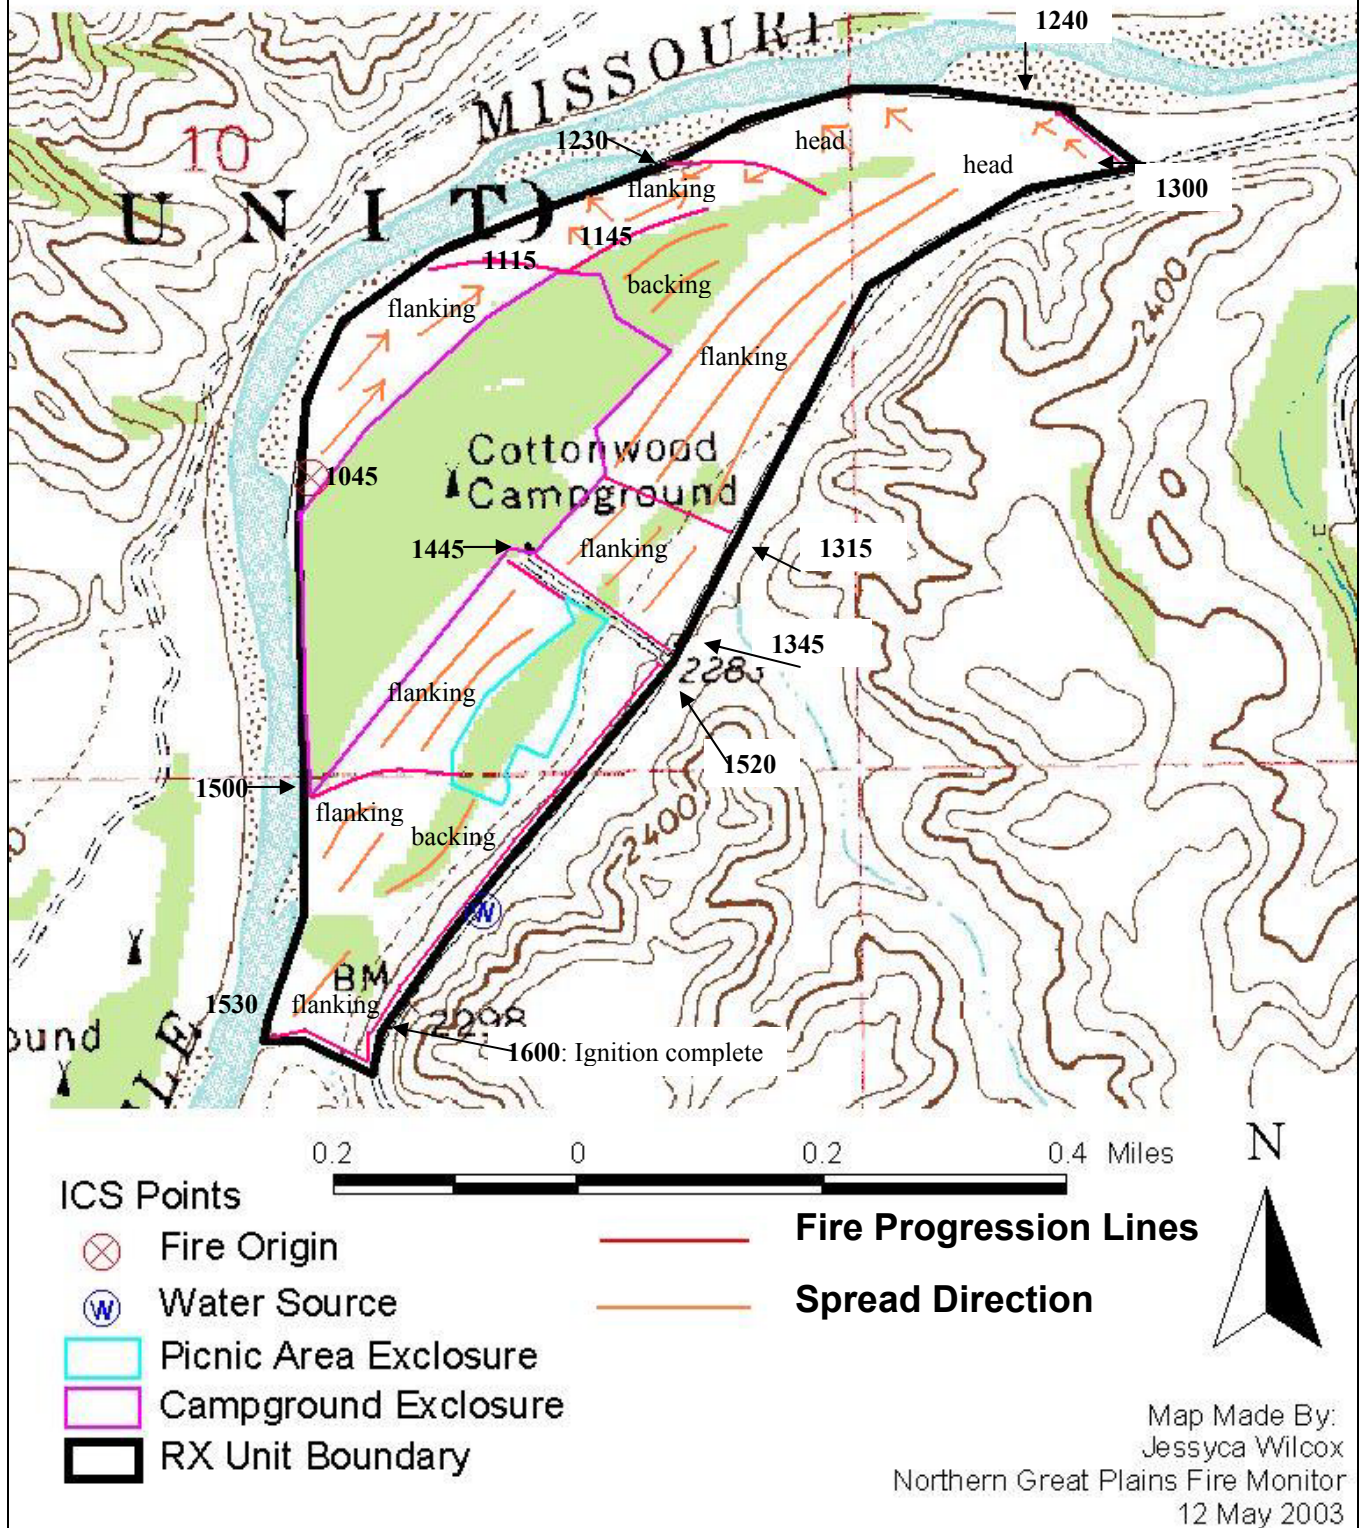 1240
MISSOURI
10
1230
head
head
flanking
1300
UNIT)
1145
1115
backing
flanking
2400
flanking
Cottonwood
Campground
1045
1445
flanking
1315
1345
2283
flanking
1520
1500
flanking
2400
backing
W
BM
1530
flanking
2298
ound
1600: Ignition complete
0.2 0 0.2 0.4 Miles
N
ICS Points
Fire Origin
W Water Source
Picnic Area Exclosure
Campground Exclosure
RX Unit Boundary
Fire Progression Lines
Spread Direction
Map Made By:
Jessyca Wilcox
Northern Great Plains Fire Monitor
12 May 2003